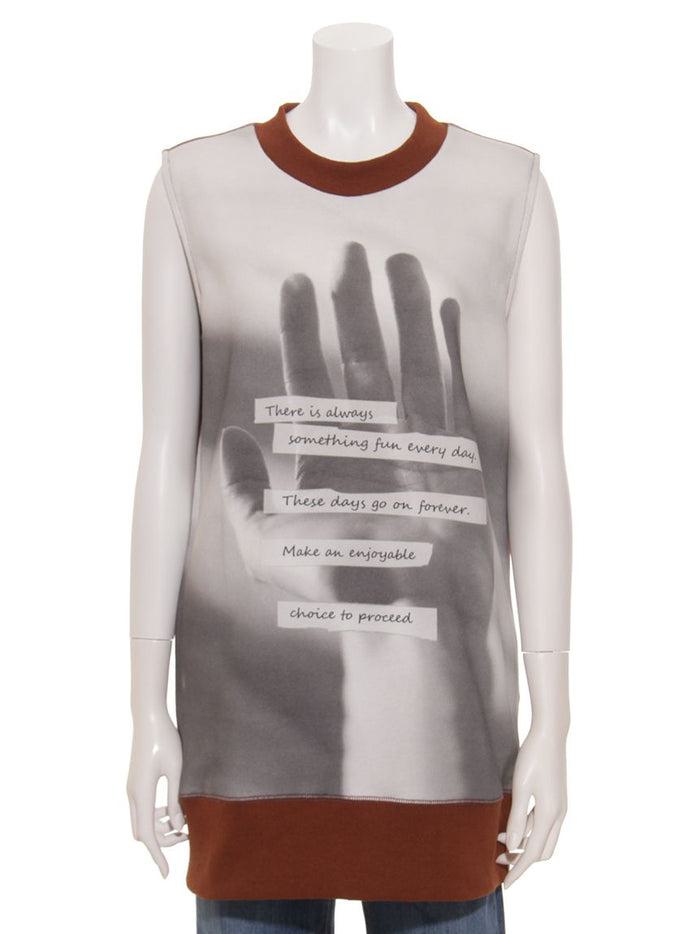 There is always
something fun every day.
These days go on forever.
Make an enjoyable
choice to proceed